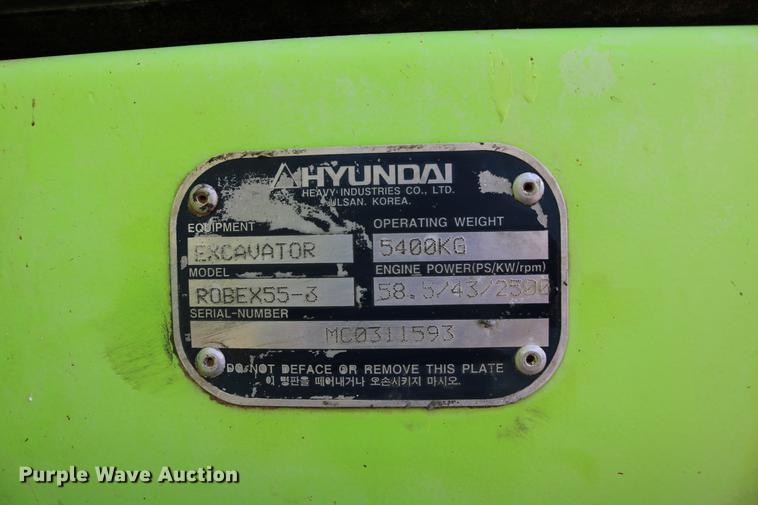 HYUNDAI
HEAVY INDUSTRIES CO., LTD.
ULSAN. KOREA.
EQUIPMENT
EXCAVATOR
OPERATING WEIGHT
5400KG
MODEL
ROBEX55-3
ENGINE POWER(PS/KW/rpm)
58.5/43/2500
SERIAL-NUMBER
MC0311593
DO NOT DEFACE OR REMOVE THIS PLATE
이 명판을 떼어내거나 오손시키지 마시오.
Purple Wave Auction